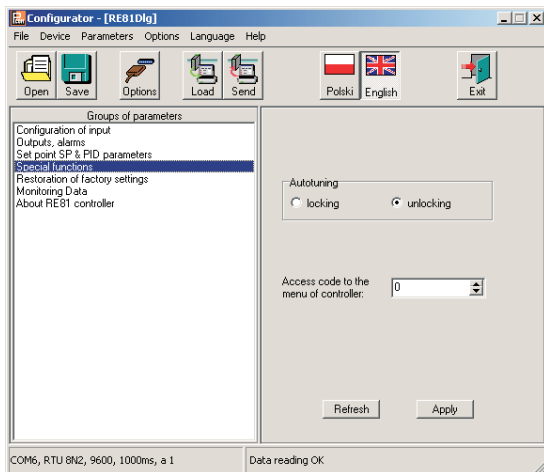 Configurator - [RE81Dlg]
File Device Parameters Options Language Help
Open Save Options Load Send Polski English Exit
Groups of parameters
Configuration of input
Outputs, alarms
Set point SP & PID parameters
Special functions
Restoration of factory settings
Monitoring Data
About RE81 controller
Autotuning
locking unlocking
Access code to the
menu of controller:
0
Refresh Apply
COM6, RTU 8N2, 9600, 1000ms, a 1 Data reading OK